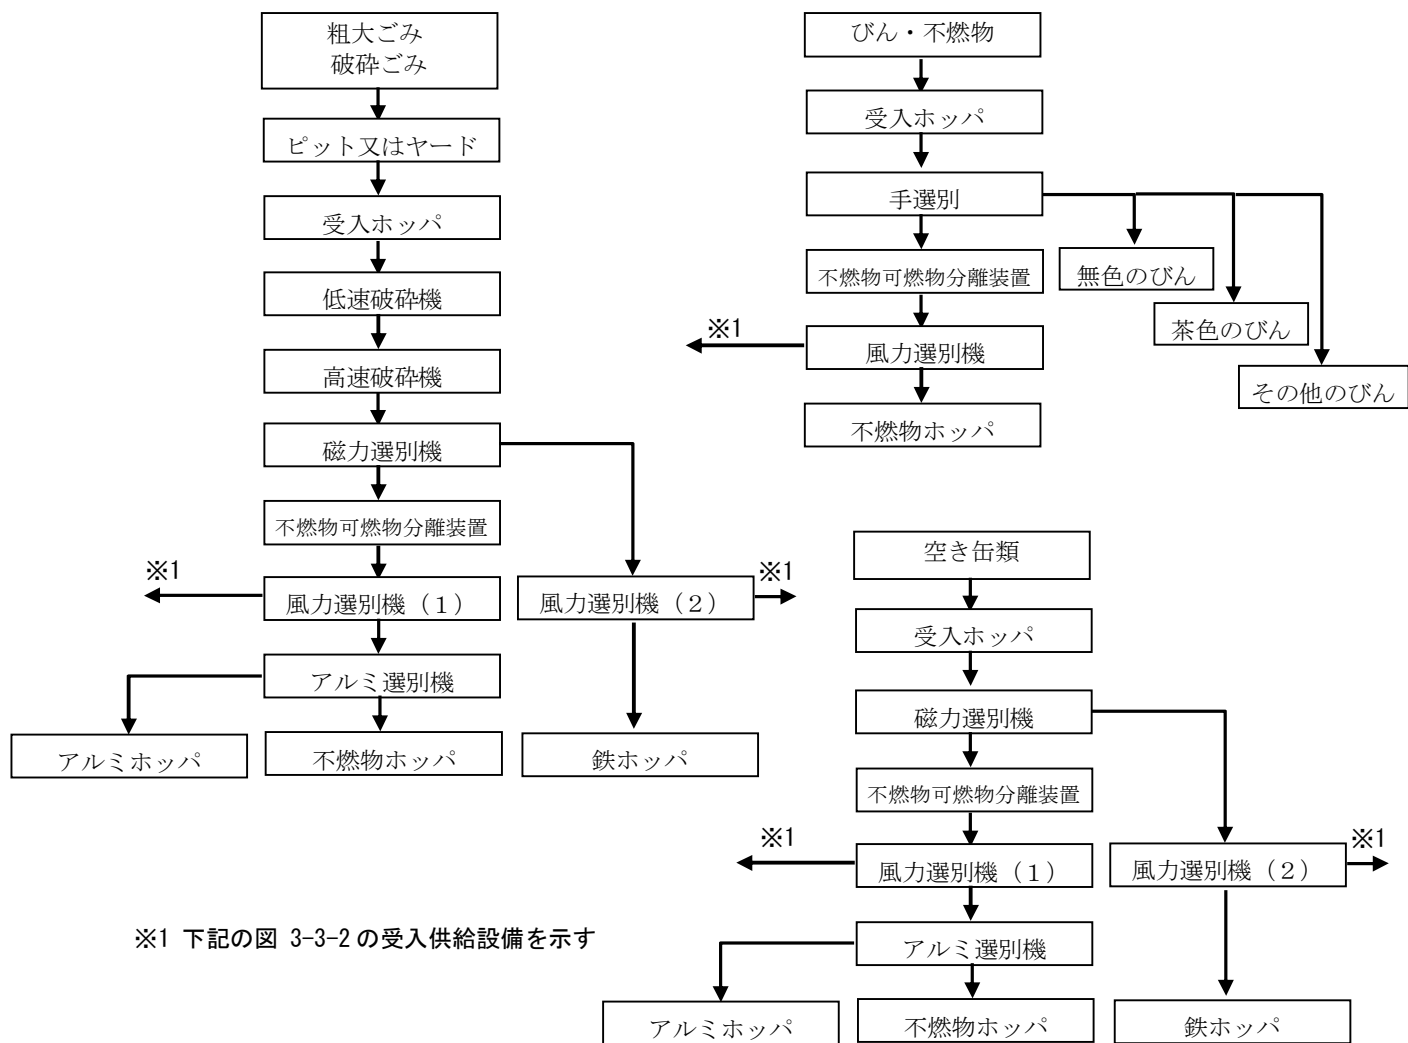 粗大ごみ
破砕ごみ
ピット又はヤード
受入ホッパ
低速破砕機
高速破砕機
磁力選別機
不燃物可燃物分離装置
※1
風力選別機（１）
風力選別機（２）
※1
アルミ選別機
アルミホッパ
不燃物ホッパ
鉄ホッパ
びん・不燃物
受入ホッパ
手選別
無色のびん
茶色のびん
その他のびん
不燃物可燃物分離装置
※1
風力選別機
不燃物ホッパ
空き缶類
受入ホッパ
磁力選別機
不燃物可燃物分離装置
※1
風力選別機（１）
風力選別機（２）
※1
アルミ選別機
アルミホッパ
不燃物ホッパ
鉄ホッパ
※1 下記の図 3-3-2の受入供給設備を示す